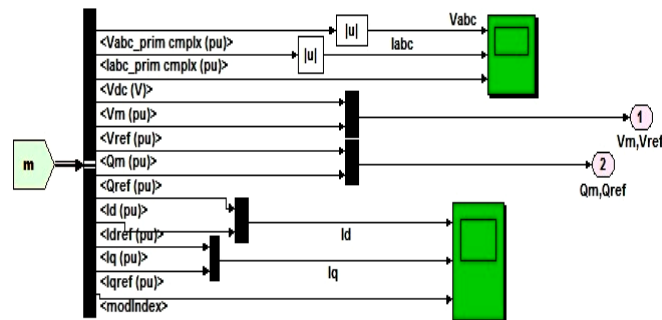 |u|
Vabc
<Vabc_prim cmplx (pu)>
|u|
Iabc
<Iabc_prim cmplx (pu)>
<Vdc (V)>
<Vm (pu)>
1
<Vref (pu)>
Vm,Vref
m
<Qm (pu)>
2
<Qref (pu)>
Qm,Qref
<Id (pu)>
<Idref (pu)>
Id
<Iq (pu)>
Iq
<Iqref (pu)>
<modIndex>